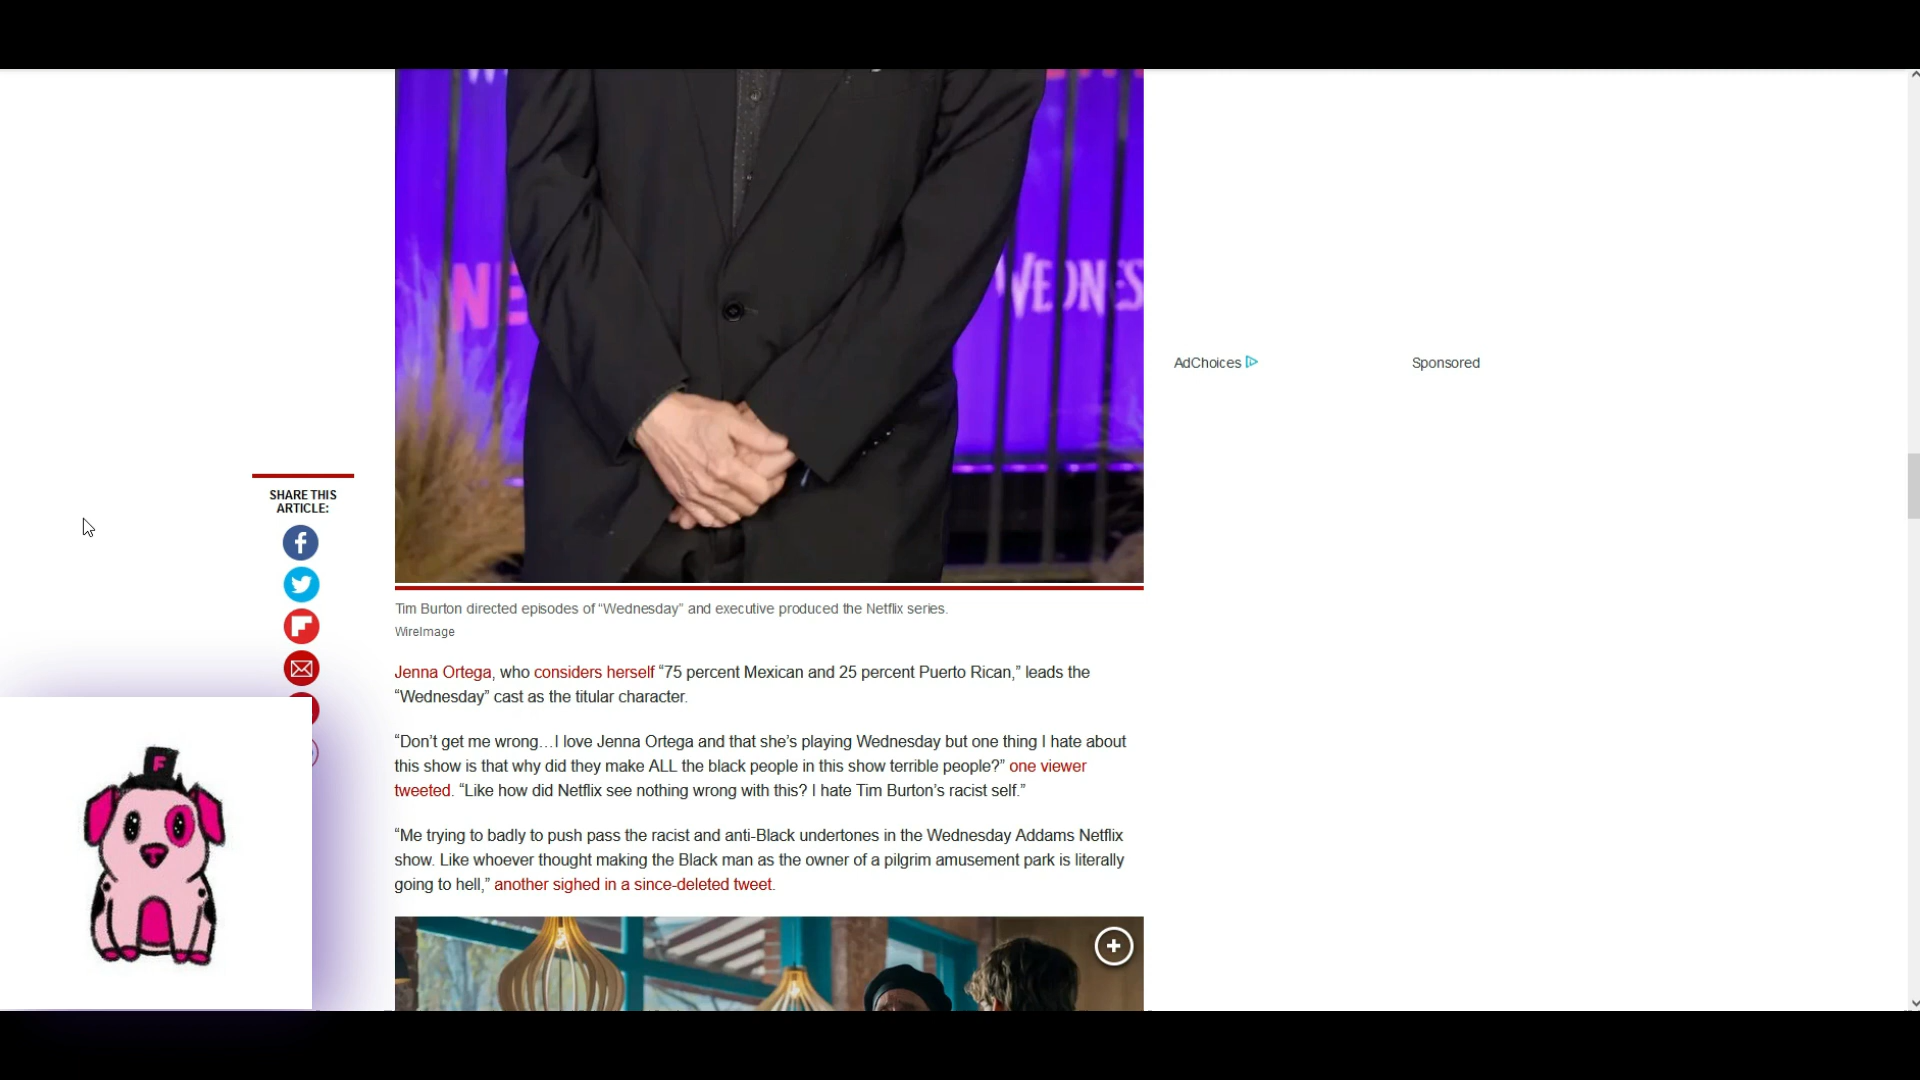 NE
WEDNES
AdChoices
Sponsored
SHARE THIS
ARTICLE:
Tim Burton directed episodes of “Wednesday” and executive produced the Netflix series.
WireImage
Jenna Ortega, who considers herself “75 percent Mexican and 25 percent Puerto Rican,” leads the
“Wednesday” cast as the titular character.
“Don’t get me wrong…I love Jenna Ortega and that she’s playing Wednesday but one thing I hate about
this show is that why did they make ALL the black people in this show terrible people?” one viewer
tweeted. “Like how did Netflix see nothing wrong with this? I hate Tim Burton’s racist self.”
“Me trying to badly to push pass the racist and anti-Black undertones in the Wednesday Addams Netflix
show. Like whoever thought making the Black man as the owner of a pilgrim amusement park is literally
going to hell,” another sighed in a since-deleted tweet.
F